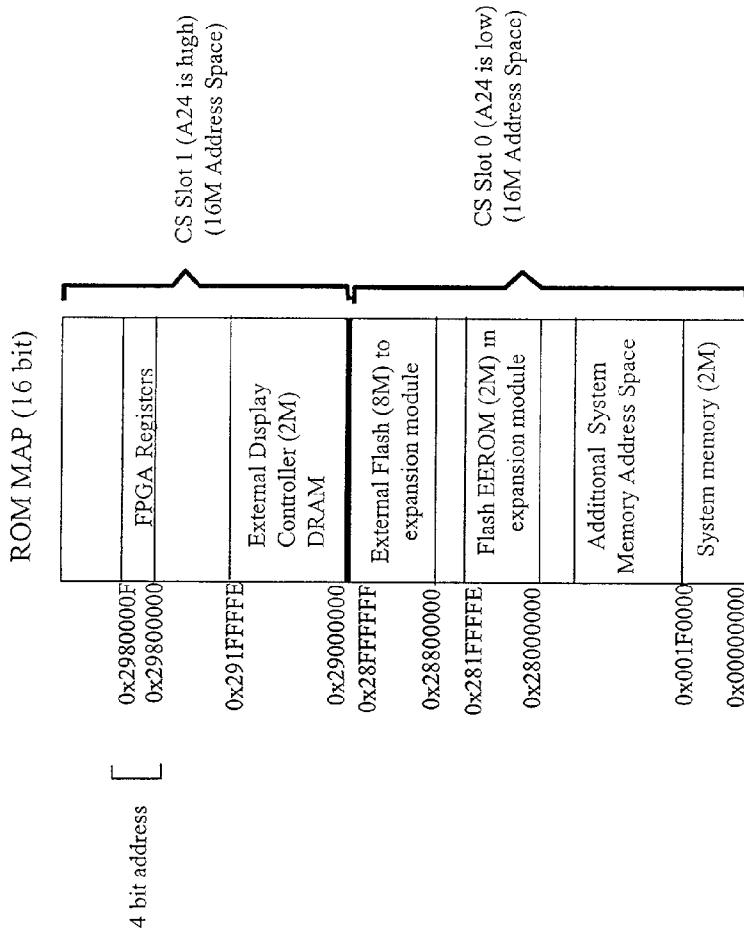 ROM MAP (16 bit)
4 bit address
0x2980000F
0x29800000
FPGA Registers
0x291FFFFE
External Display
Controller (2M)
DRAM
0x29000000
CS Slot 1 (A24 is high)
(16M Address Space)
0x28FFFFFF
External Flash (8M) to
expansion module
0x28800000
0x281FFFFE
Flash EEROM (2M) in
expansion module
0x28000000
Additional System
Memory Address Space
0x001F0000
System memory (2M)
0x00000000
CS Slot 0 (A24 is low)
(16M Address Space)